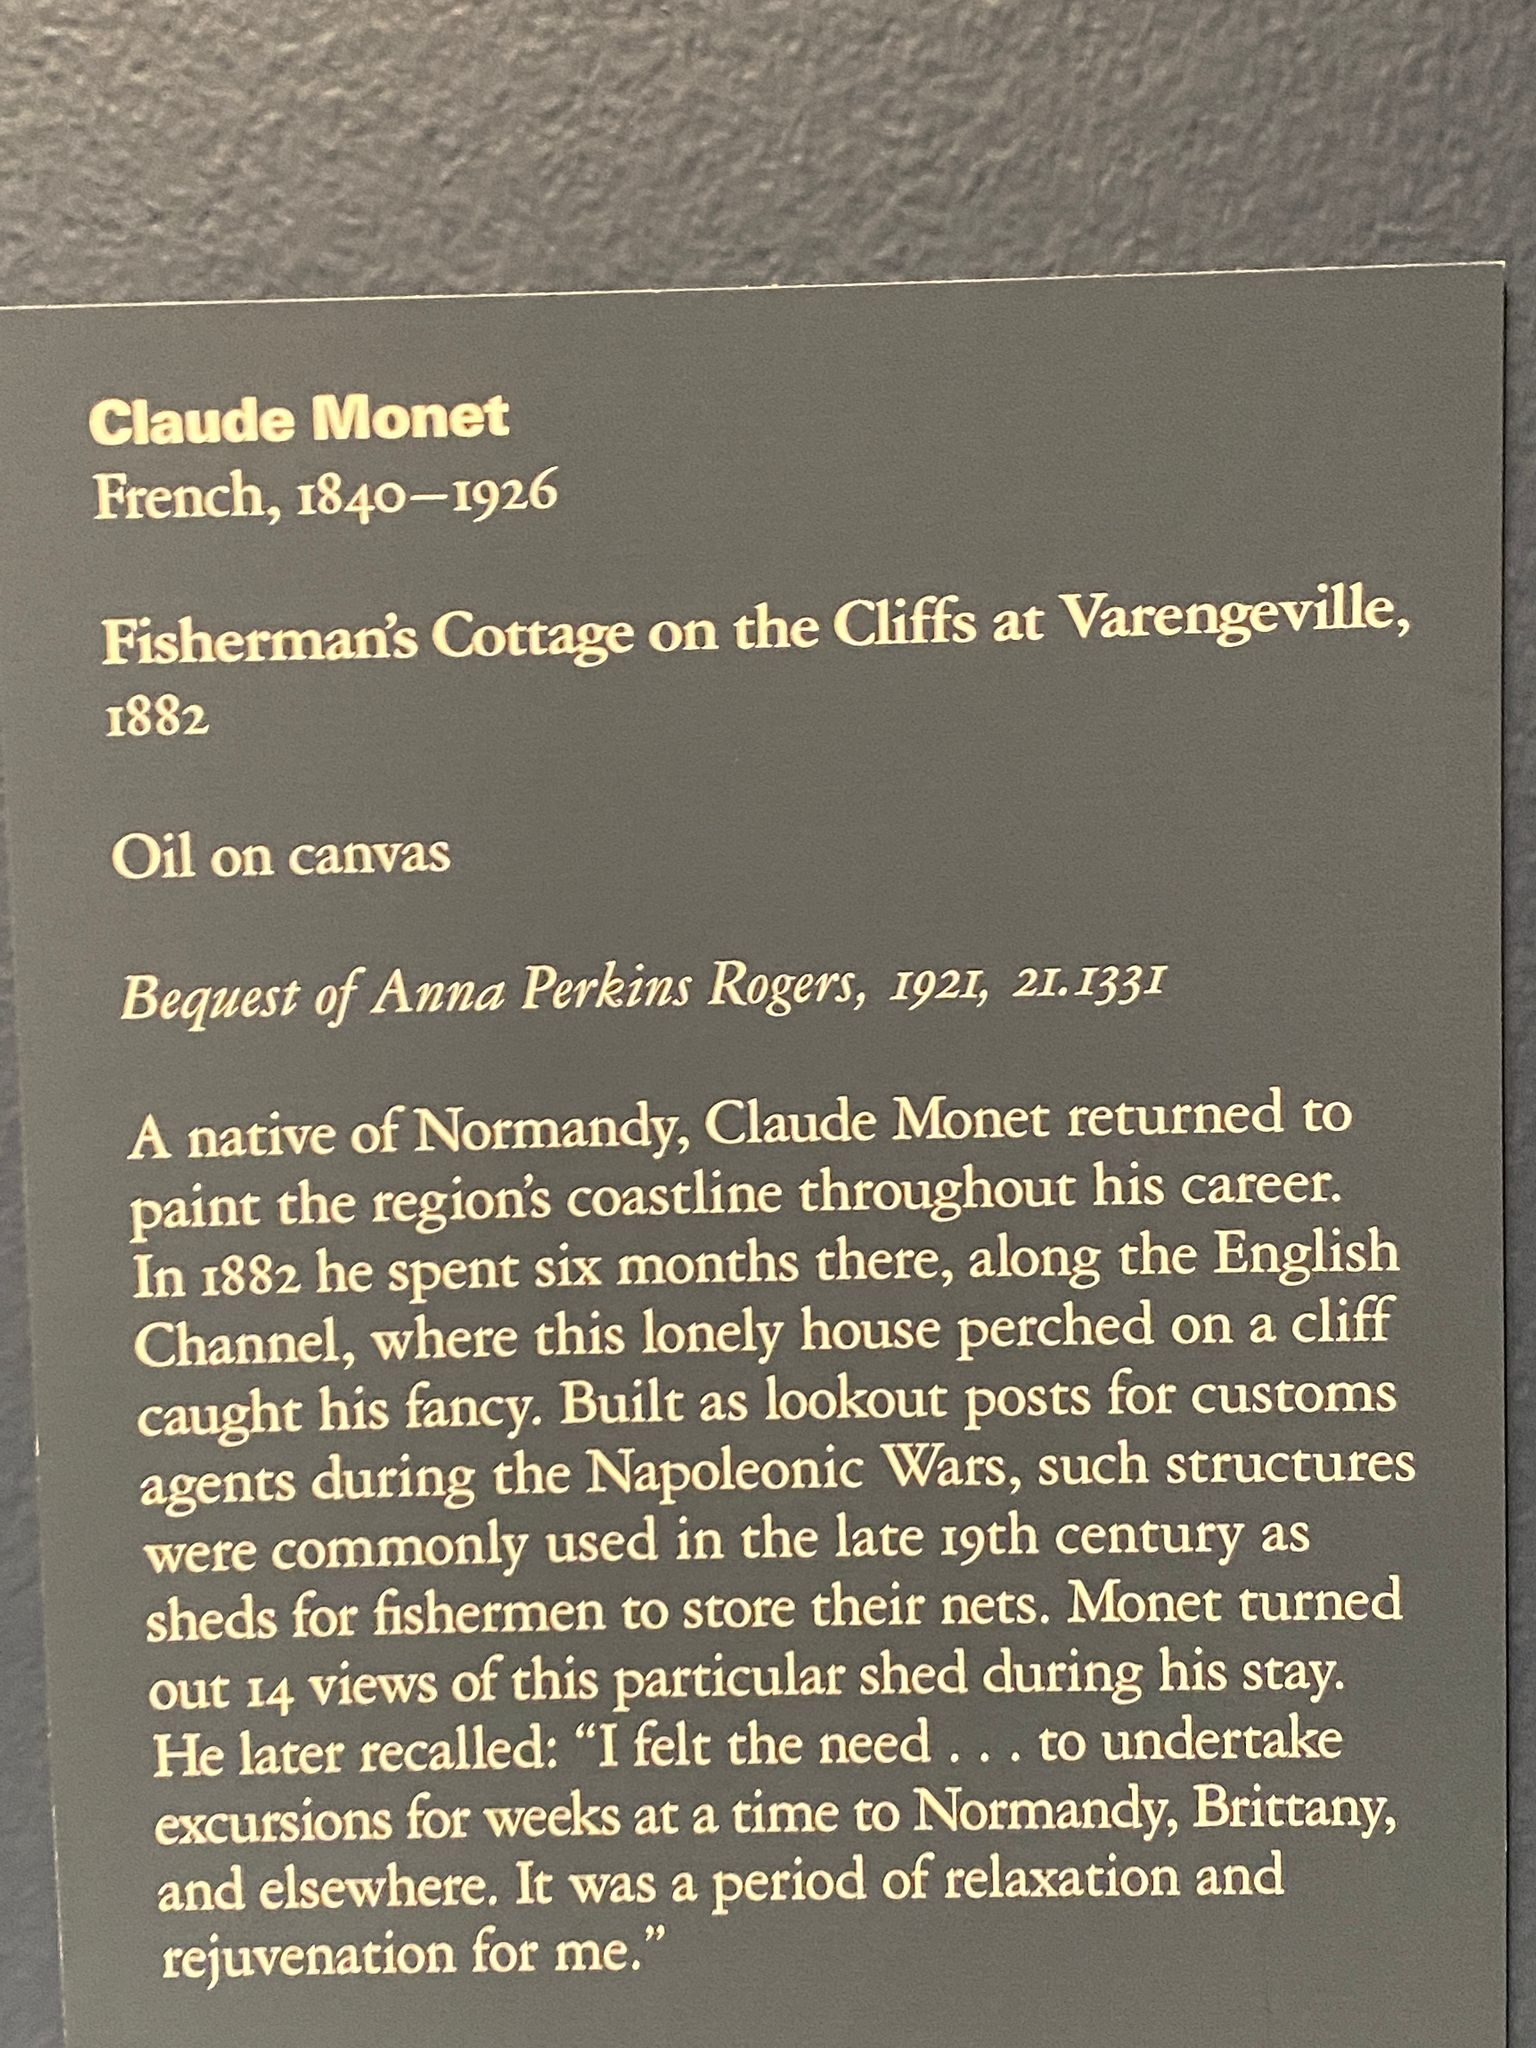 Claude Monet
French, 1840–1926
Fisherman's Cottage on the Cliffs at Varengeville,
1882
Oil on canvas
Bequest of Anna Perkins Rogers, 1921, 21.1331
A native of Normandy, Claude Monet returned to
paint the region's coastline throughout his career.
In 1882 he spent six months there, along the English
Channel, where this lonely house perched on a cliff
caught his fancy. Built as lookout posts for customs
agents during the Napoleonic Wars, such structures
were commonly used in the late 19th century as
sheds for fishermen to store their nets. Monet turned
out 14 views of this particular shed during his stay.
He later recalled: “I felt the need . . . to undertake
excursions for weeks at a time to Normandy, Brittany,
and elsewhere. It was a period of relaxation and
rejuvenation for me.”